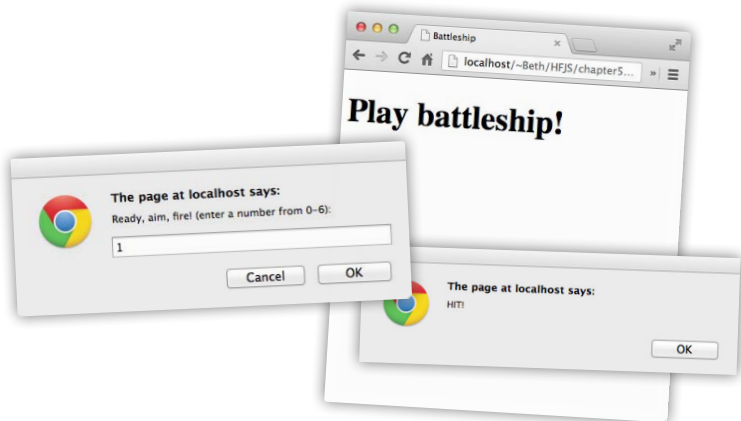 Battleship
localhost/~Beth/HFJS/chapter5...
Play battleship!
The page at localhost says:
Ready, aim, fire! (enter a number from 0-6):
1
Cancel
OK
The page at localhost says:
HIT!
OK